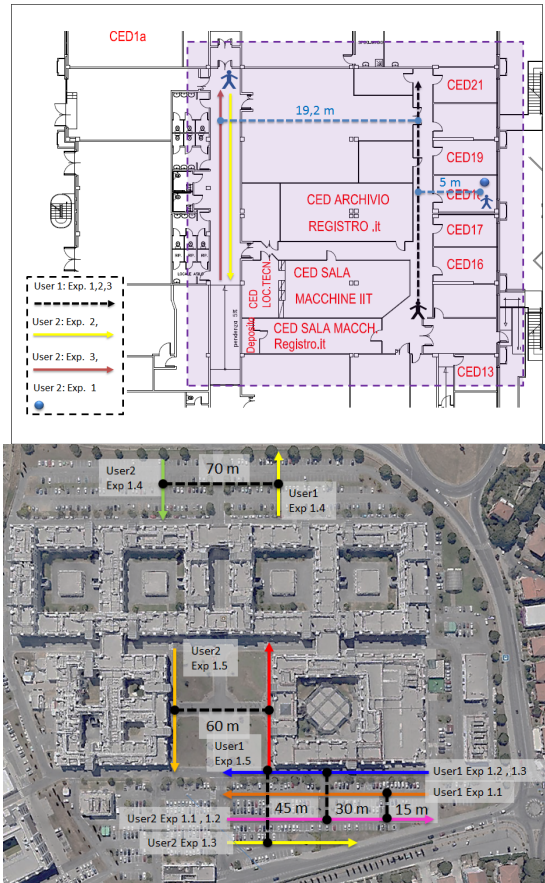 CED1a
CED21
19,2 m
CED19
5 m
CED ARCHIVIO
REGISTRO .it
CED17
CED16
CED
LOC.TECN.
CED SALA
MACCHINE IIT
LOCALE ATRIO
pendenza 5%
Deposito
CED SALA MACCH.
Registro.it
CED13
User 1: Exp. 1,2,3
User 2: Exp. 2,
User 2: Exp. 3,
User 2: Exp. 1
User2
Exp 1.4
70 m
User1
Exp 1.4
User2
Exp 1.5
60 m
User1
Exp 1.5
User1 Exp 1.2 , 1.3
User1 Exp 1.1
45 m
30 m
15 m
User2 Exp 1.1 , 1.2
User2 Exp 1.3